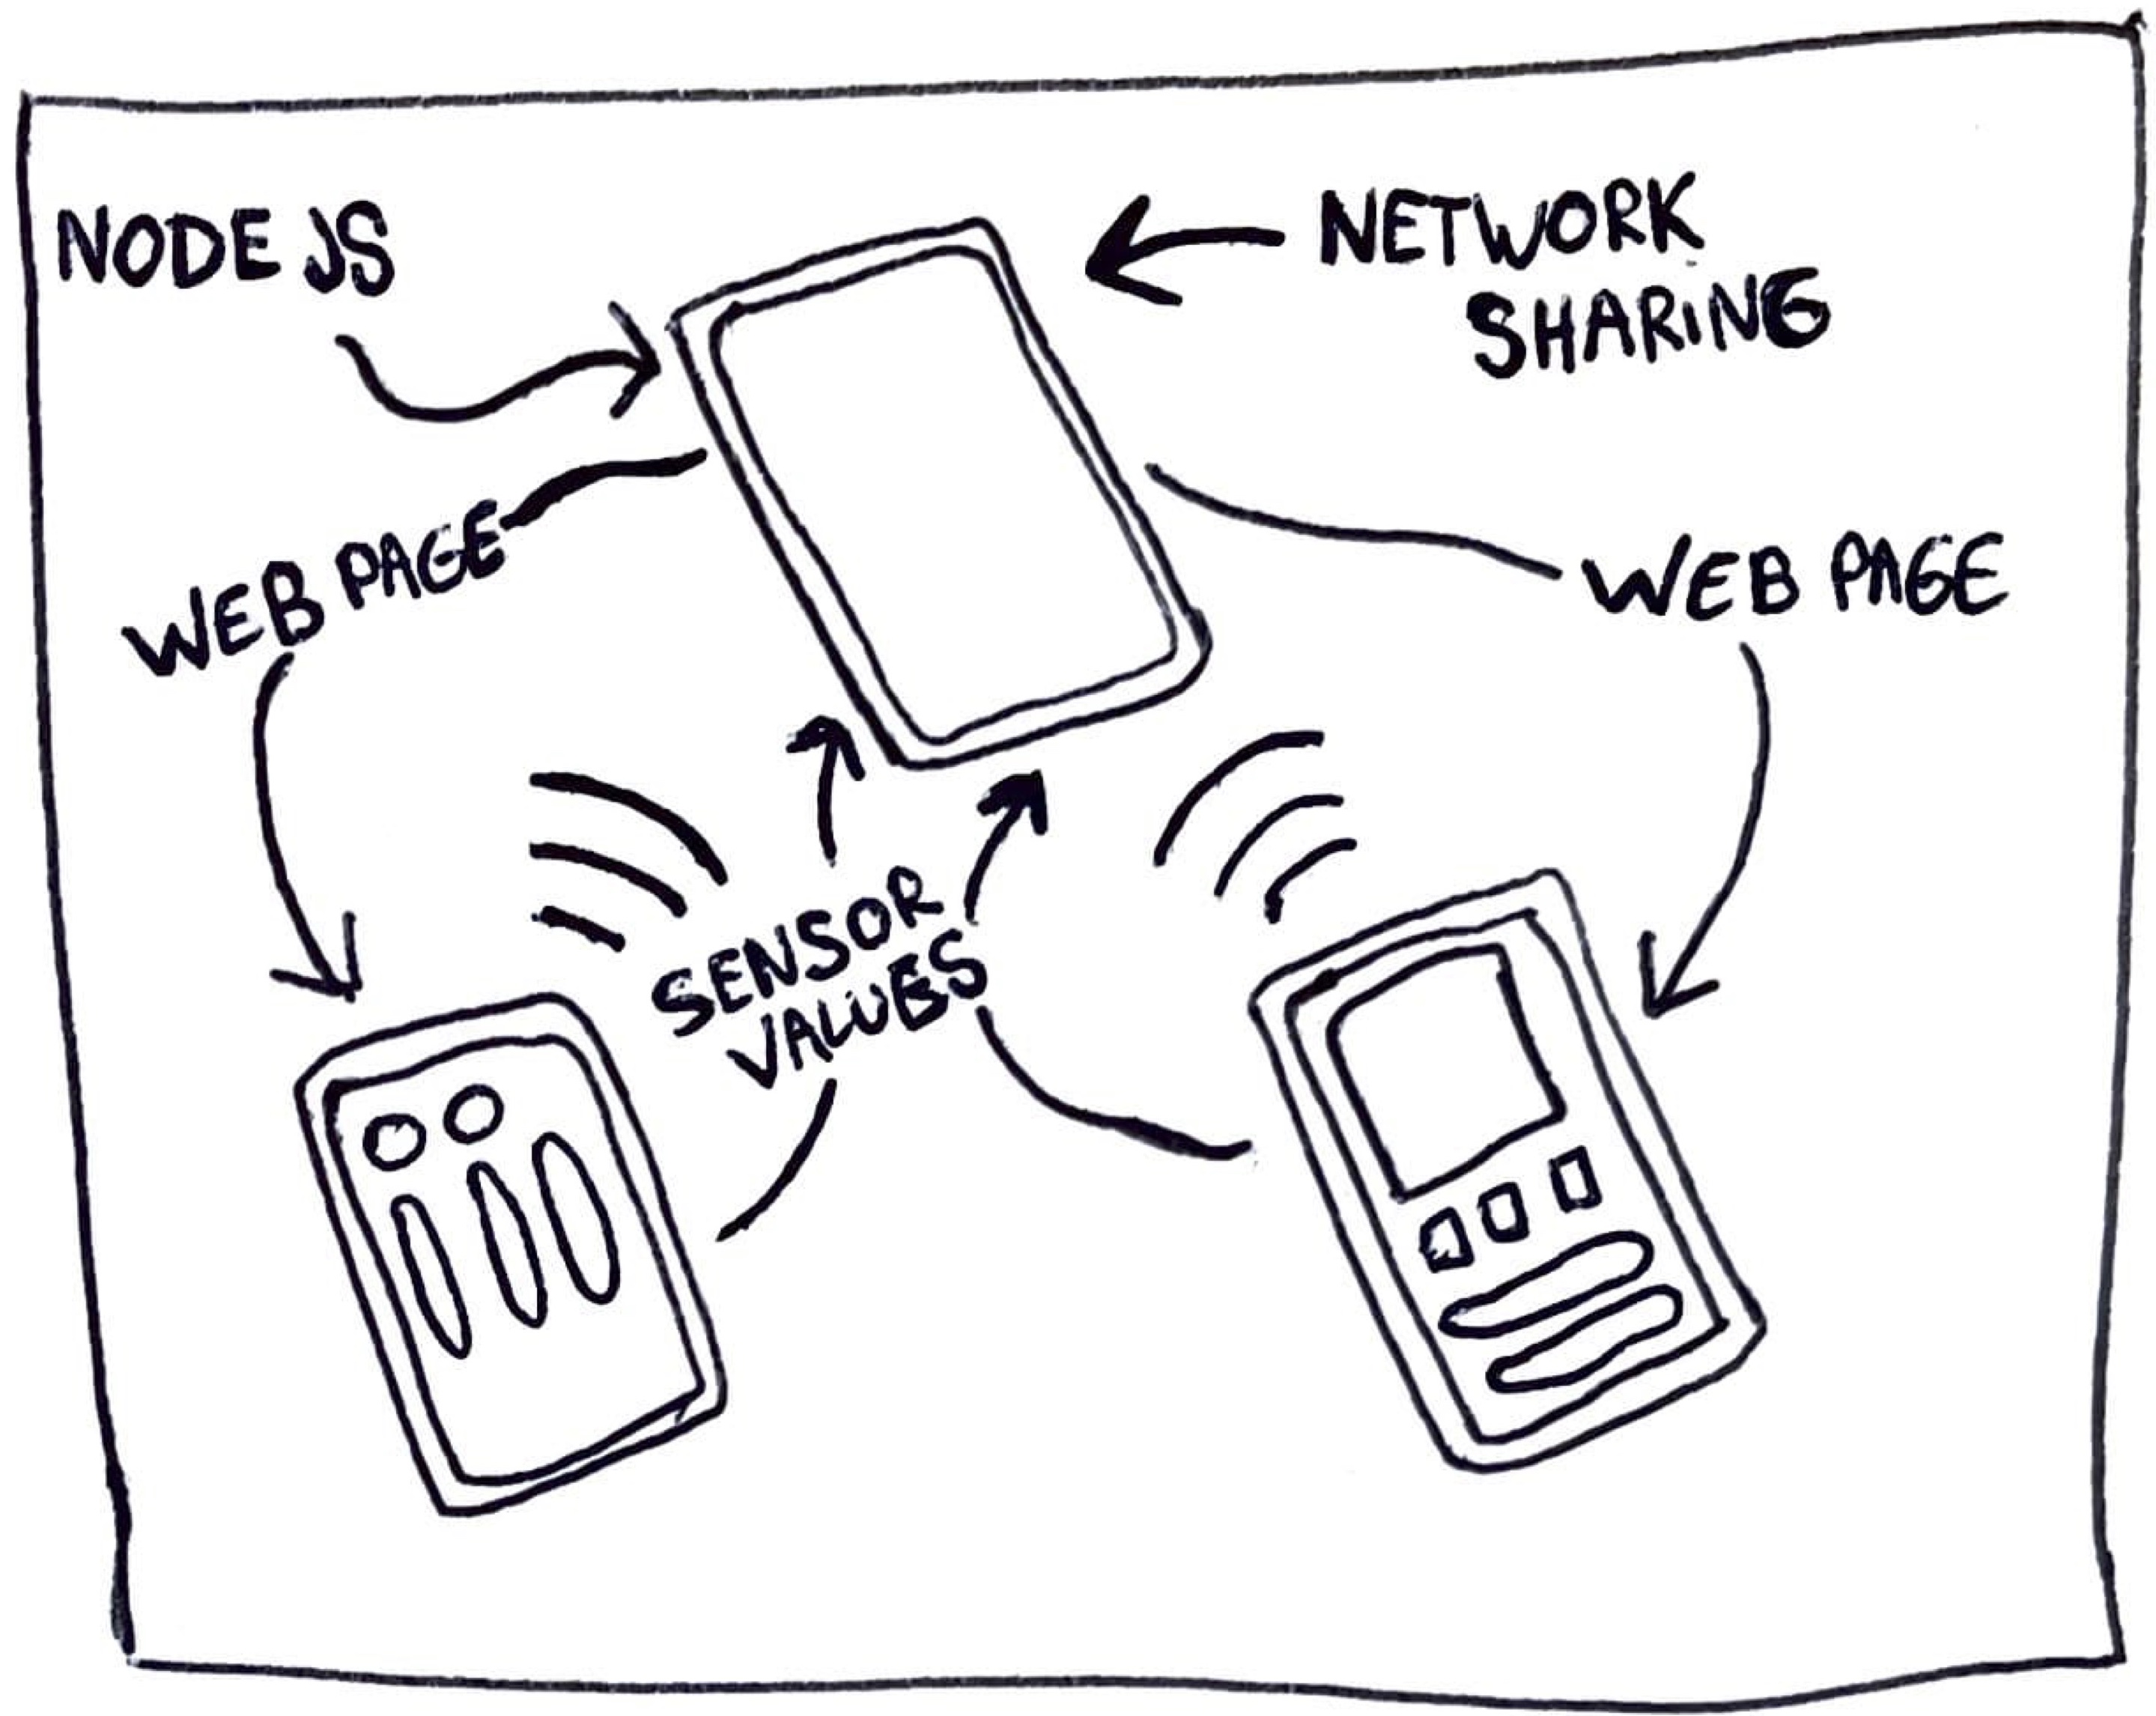 NODE JS
NETWORK
SHARING
WEB PAGE
WEB PAGE
SENSOR
VALUES